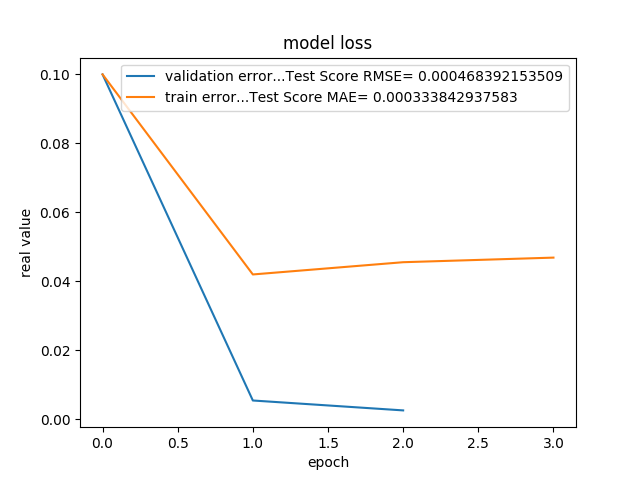 model loss
validation error...Test Score RMSE= 0.000468392153509
train error...Test Score MAE= 0.000333842937583
real value
0.10
0.08
0.06
0.04
0.02
0.00
0.0 0.5 1.0 1.5 2.0 2.5 3.0
epoch